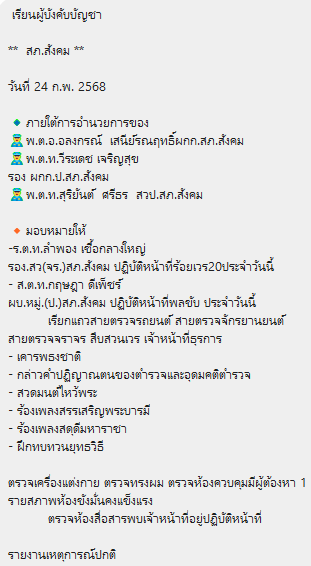 เรียนผู้บังคับบัญชา
** สภ.สังคม **
วันที่ 24 ก.พ. 2568
🔹ภายใต้การอำนวยการของ
👮‍♂️พ.ต.อ.อลงกรณ์ เสนีย์รณฤทธิ์ผกก.สภ.สังคม
👮‍♂️พ.ต.ท.วีระเดช เจริญสุข
รอง ผกก.ป.สภ.สังคม
👮‍♂️พ.ต.ท.สุริยันต์ ศรีธร สวป.สภ.สังคม
🔸มอบหมายให้
-ร.ต.ท.ลำพอง เชื้อกลางใหญ่
รอง.สว(จร.)สภ.สังคม ปฏิบัติหน้าที่ร้อยเวร20ประจำวันนี้
- ส.ต.ท.กฤษฎา ดีเพ็ชร์
ผบ.หมู่.(ป.)สภ.สังคม ปฏิบัติหน้าที่พลขับ ประจำวันนี้
เรียกแถวสายตรวจรถยนต์ สายตรวจจักรยานยนต์
สายตรวจจราจร สืบสวนเวร เจ้าหน้าที่ธุรการ
- เคารพธงชาติ
- กล่าวคำปฏิญาณตนของตำรวจและอุดมคติตำรวจ
- สวดมนต์ไหว้พระ
- ร้องเพลงสรรเสริญพระบารมี
- ร้องเพลงสดุดีมหาราชา
- ฝึกทบทวนยุทธวิธี
ตรวจเครื่องแต่งกาย ตรวจทรงผม ตรวจห้องควบคุมมีผู้ต้องหา 1
รายสภาพห้องขังมั่นคงแข็งแรง
ตรวจห้องสื่อสารพบเจ้าหน้าที่อยู่ปฏิบัติหน้าที่
รายงานเหตุการณ์ปกติ